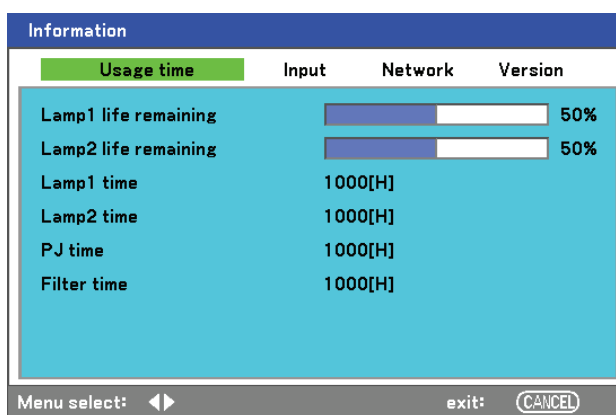 Information
Usage time Input Network Version
Lamp1 life remaining 50%
Lamp2 life remaining 50%
Lamp1 time 1000[H]
Lamp2 time 1000[H]
PJ time 1000[H]
Filter time 1000[H]
Menu select: ◀▶ exit: CANCEL